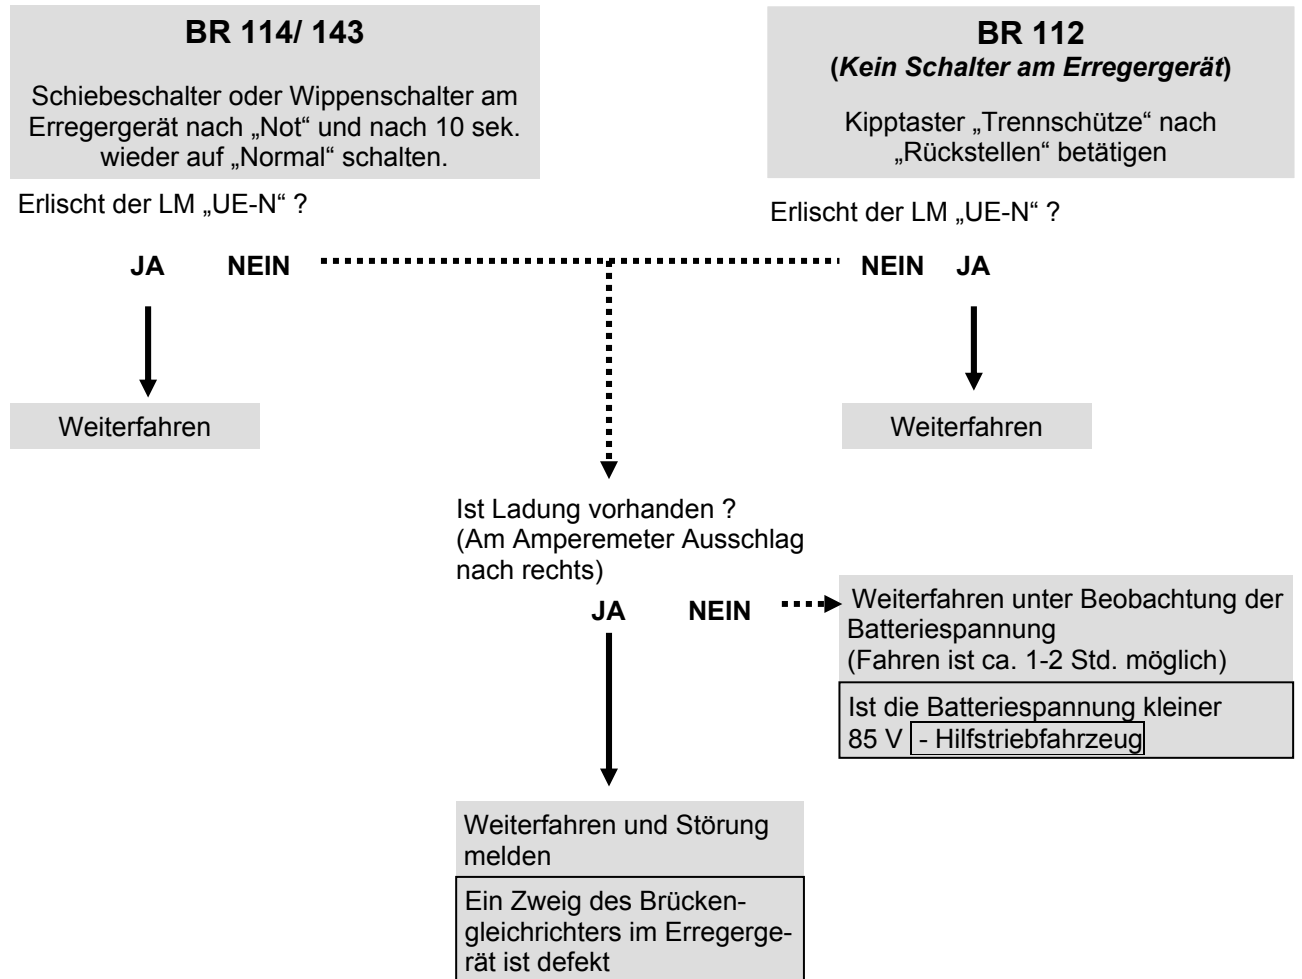 BR 114/ 143
Schiebeschalter oder Wippenschalter am
Erregergerät nach „Not“ und nach 10 sek.
wieder auf „Normal“ schalten.
Erlischt der LM „UE-N“ ?
JA NEIN
Weiterfahren
BR 112
(Kein Schalter am Erregergerät)
Kipptaster „Trennschütze“ nach
„Rückstellen“ betätigen
Erlischt der LM „UE-N“ ?
NEIN JA
Weiterfahren
Ist Ladung vorhanden ?
(Am Amperemeter Ausschlag
nach rechts)
JA NEIN
Weiterfahren unter Beobachtung der
Batteriespannung
(Fahren ist ca. 1-2 Std. möglich)
Ist die Batteriespannung kleiner
85 V - Hilfstriebfahrzeug
Weiterfahren und Störung
melden
Ein Zweig des Brücken-
gleichrichters im Erregerge-
rät ist defekt